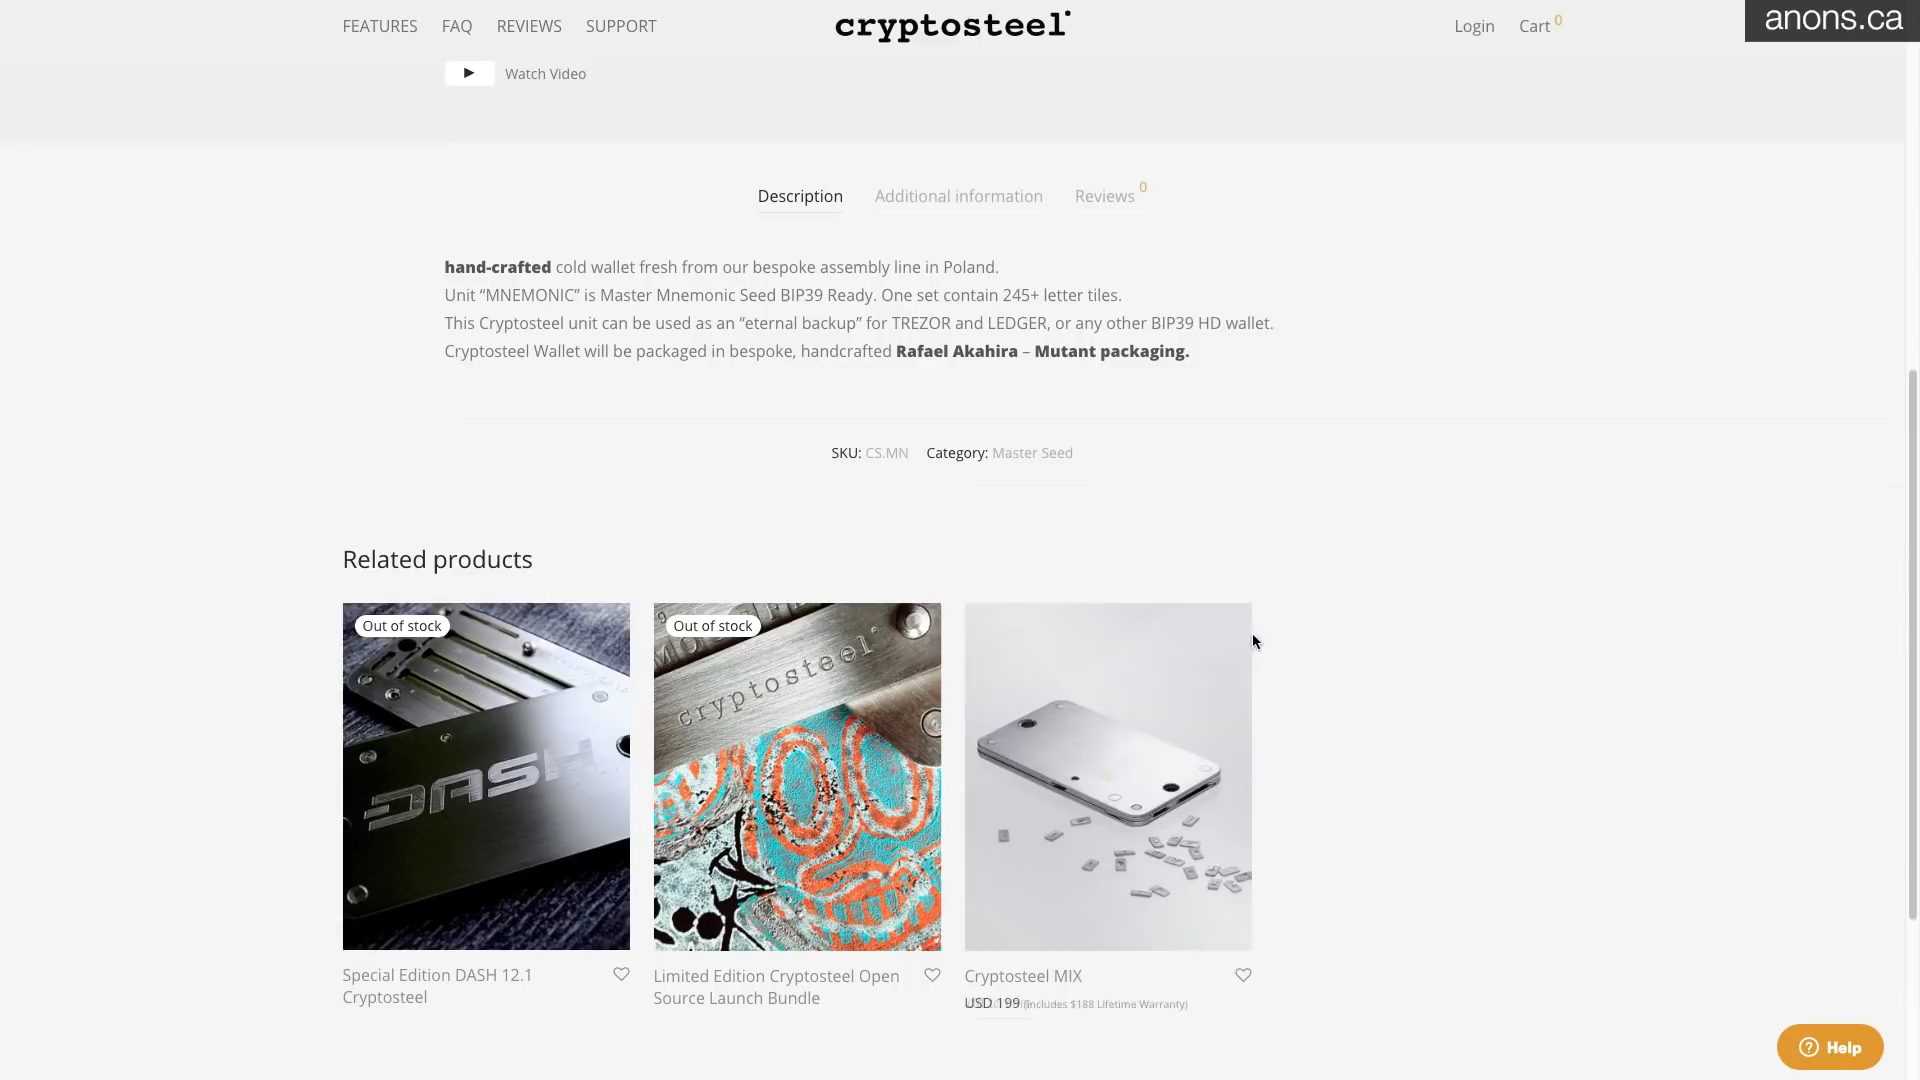 FEATURES FAQ REVIEWS SUPPORT cryptosteel Login Cart 0 anons.ca
Watch Video
Description Additional information Reviews 0
hand-crafted cold wallet fresh from our bespoke assembly line in Poland.
Unit “MNEMONIC” is Master Mnemonic Seed BIP39 Ready. One set contain 245+ letter tiles.
This Cryptosteel unit can be used as an “eternal backup” for TREZOR and LEDGER, or any other BIP39 HD wallet.
Cryptosteel Wallet will be packaged in bespoke, handcrafted Rafael Akahira – Mutant packaging.
SKU: CS.MN Category: Master Seed
Related products
Out of stock
DASH
Out of stock
cryptosteel
Special Edition DASH 12.1
Cryptosteel
Limited Edition Cryptosteel Open
Source Launch Bundle
Cryptosteel MIX
USD 199 (Includes $188 Lifetime Warranty)
Help